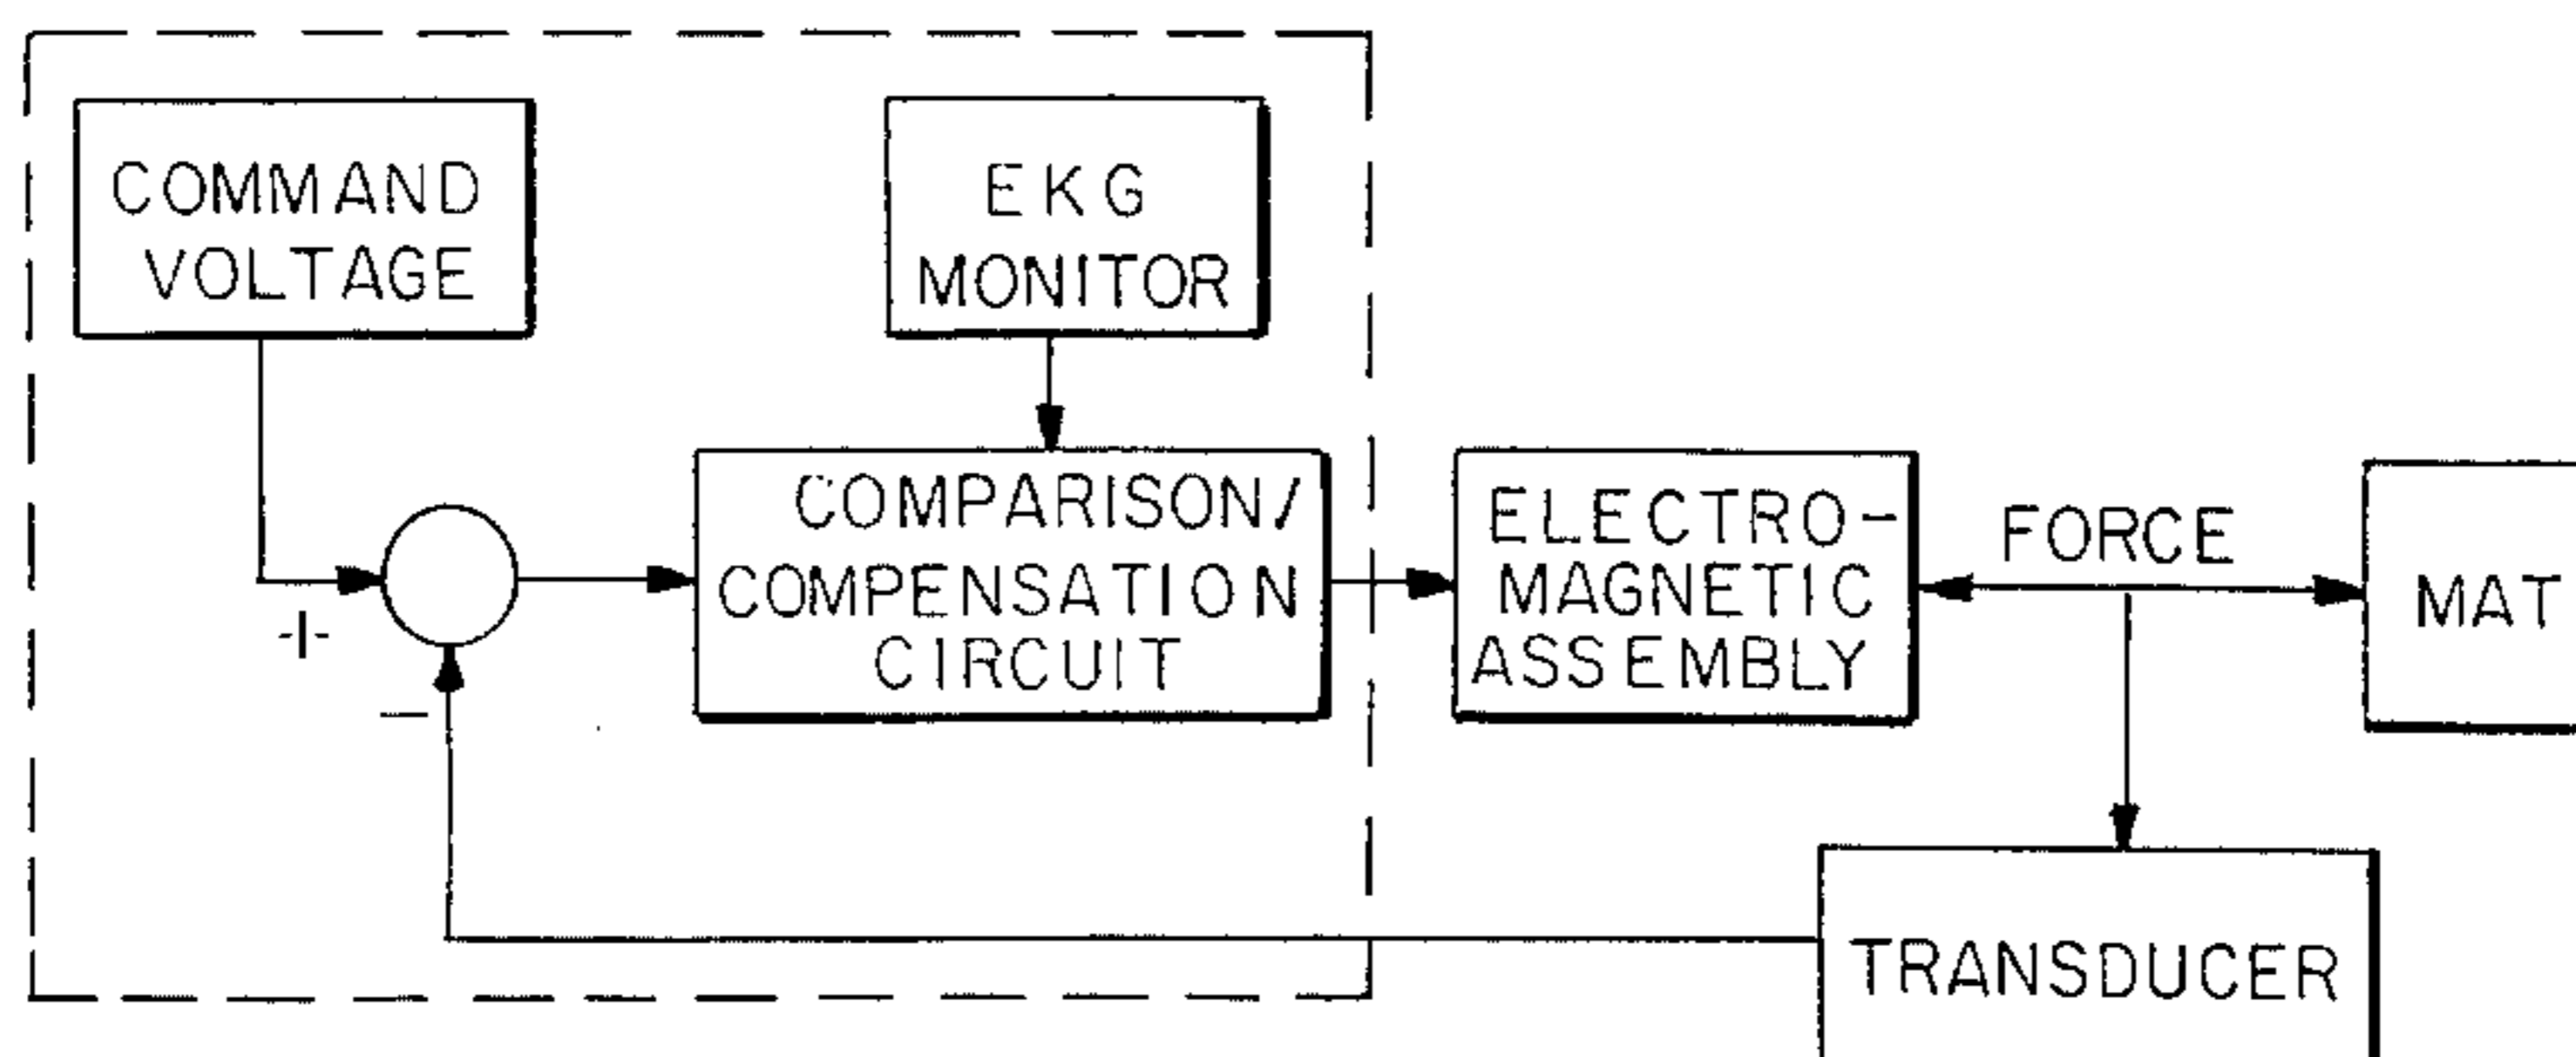 COMMAND
VOLTAGE
EKG
MONITOR
+
−
COMPARISON/
COMPENSATION
CIRCUIT
ELECTRO-
MAGNETIC
ASSEMBLY
FORCE
MAT
TRANSDUCER